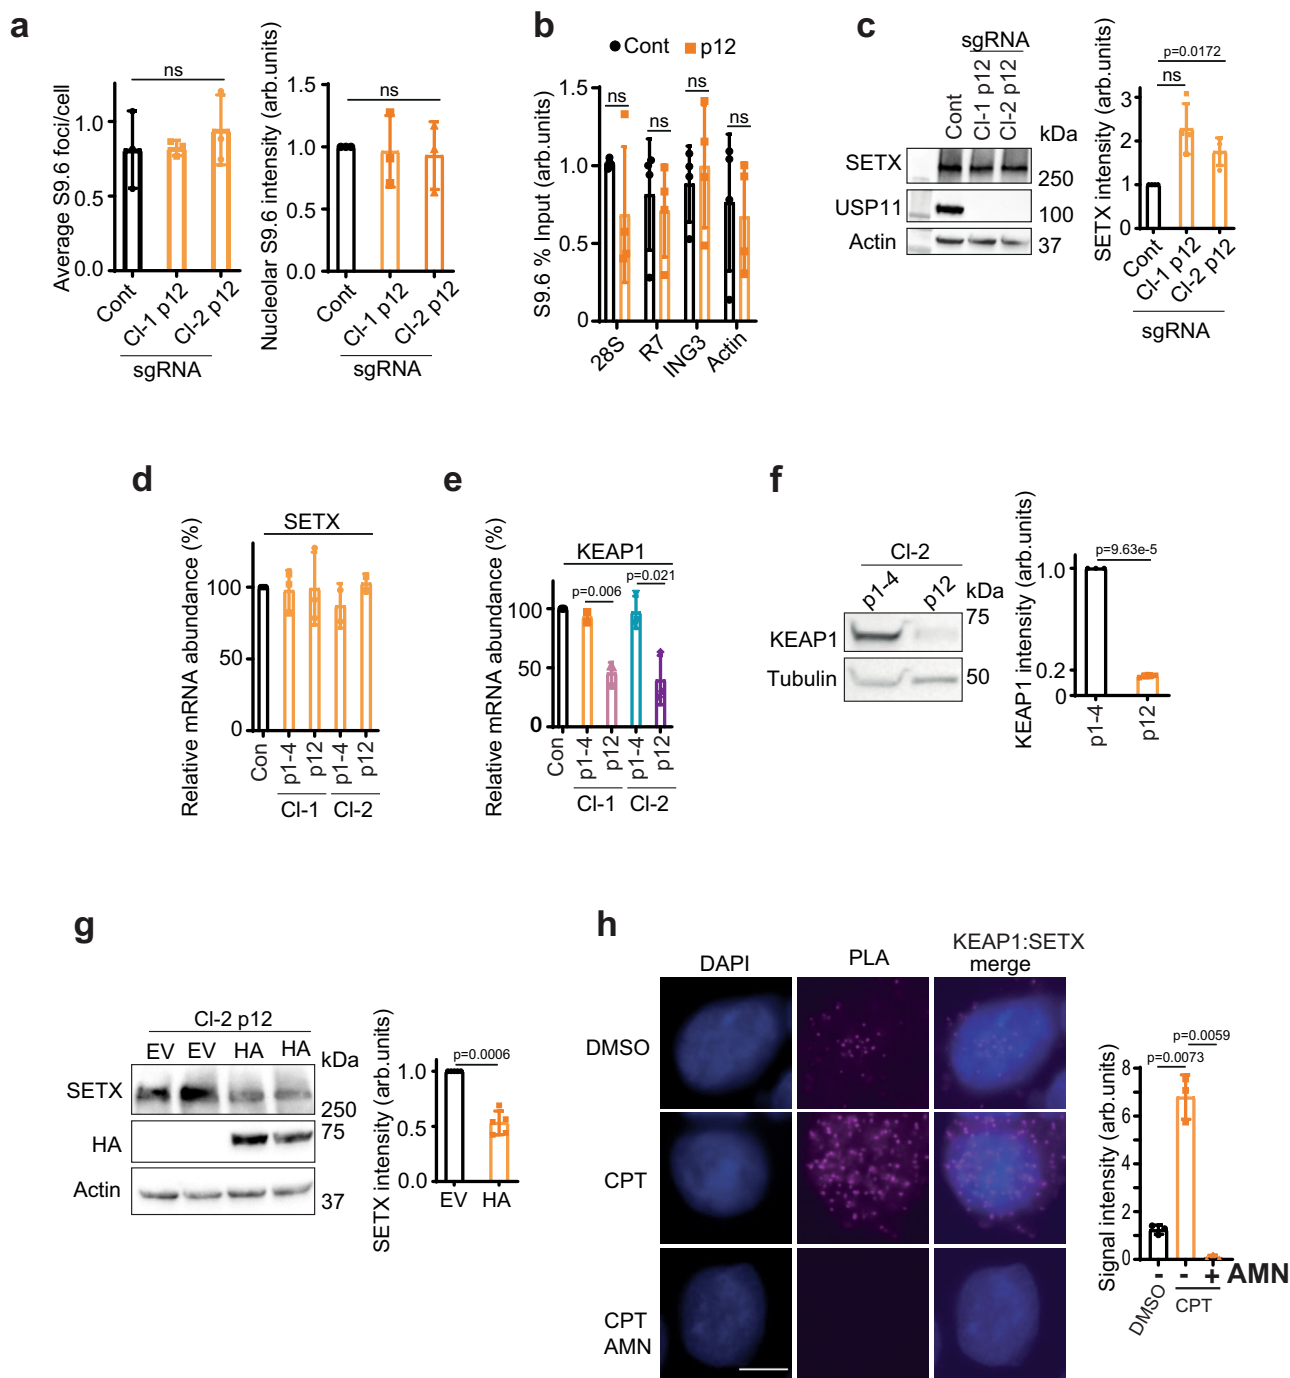 a
Average S9.6 foci/cell
ns
1.0
0.5
0.0
Cont
Cl-1 p12
Cl-2 p12
sgRNA
Nucleolar S9.6 intensity (arb.units)
ns
1.5
1.0
0.5
0.0
Cont
Cl-1 p12
Cl-2 p12
sgRNA
b
Cont p12
S9.6 % Input (arb.units)
ns
ns
ns
ns
1.5
1.0
0.5
0.0
28S
R7
ING3
Actin
c
sgRNA
Cont
Cl-1 p12
Cl-2 p12
kDa
SETX
250
USP11
100
Actin
37
SETX intensity (arb.units)
p=0.0172
ns
3
2
1
0
Cont
Cl-1 p12
Cl-2 p12
sgRNA
d
Relative mRNA abundance (%)
SETX
100
50
0
Con
p1-4
p12
p1-4
p12
Cl-1
Cl-2
e
Relative mRNA abundance (%)
KEAP1
p=0.021
p=0.006
100
50
0
Con
p1-4
p12
p1-4
p12
Cl-1
Cl-2
f
Cl-2
p1-4
p12
kDa
75
KEAP1
Tubulin
50
KEAP1 intensity (arb.units)
p=9.63e-5
1.0
0.2
0
p1-4
p12
g
Cl-2 p12
EV EV HA HA
kDa
SETX
250
75
HA
Actin
37
SETX intensity (arb.units)
p=0.0006
1.0
0.5
0.0
EV HA
h
DAPI
PLA
KEAP1:SETX
merge
DMSO
CPT
CPT
AMN
Signal intensity (arb.units)
p=0.0059
p=0.0073
8
6
4
2
0
- - + AMN
DMSO
CPT